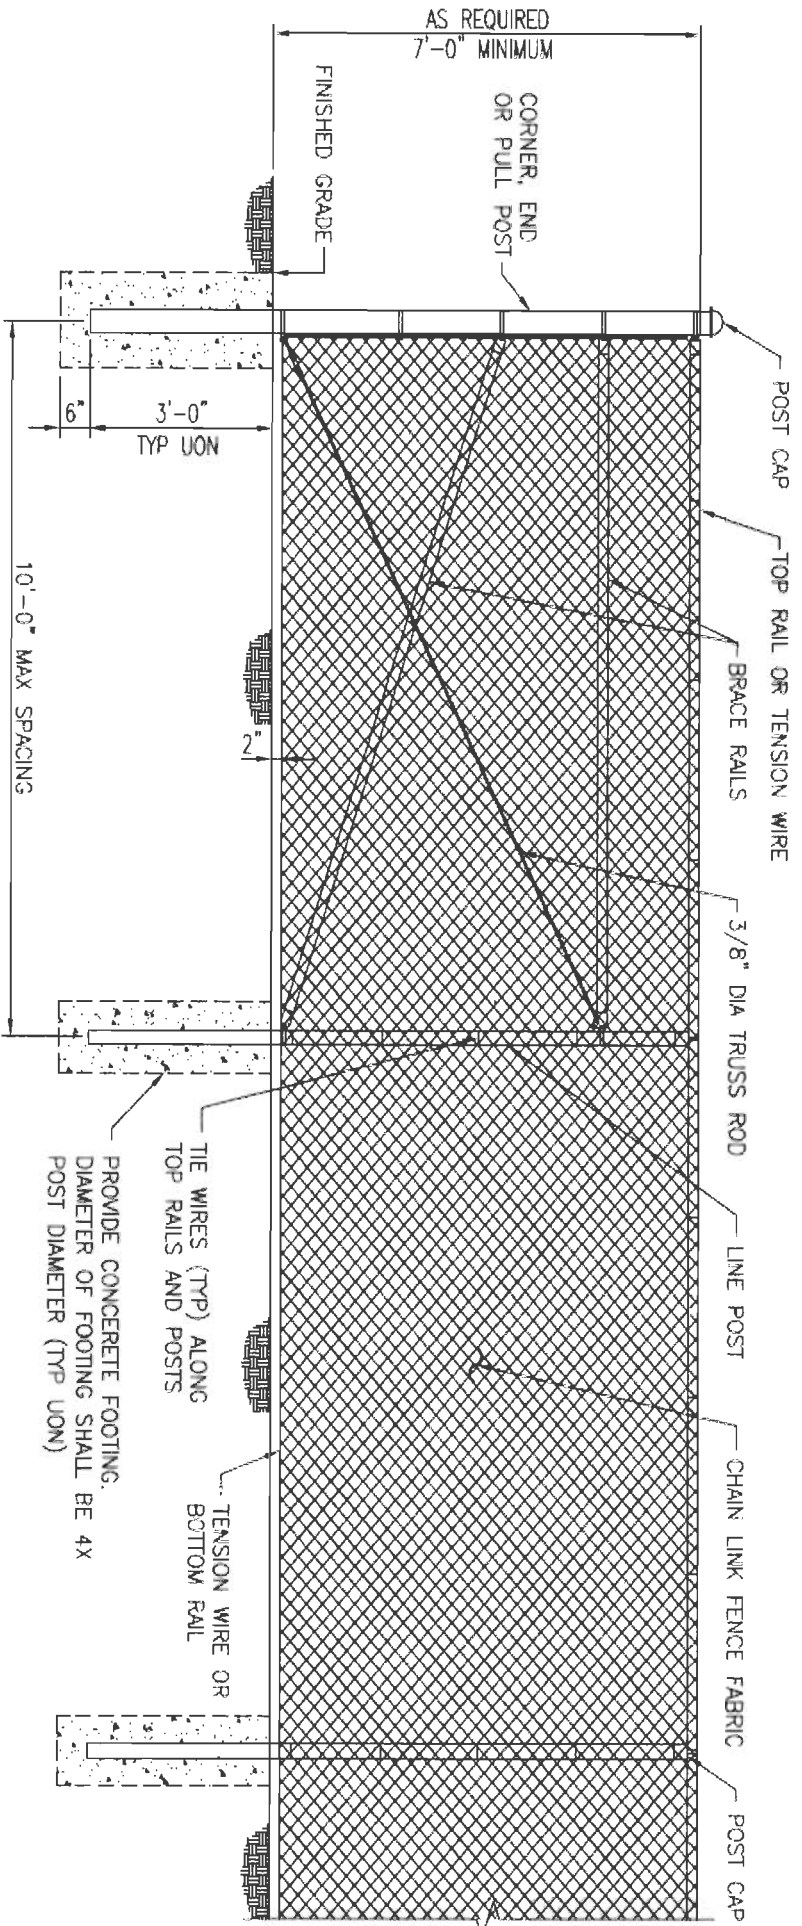 AS REQUIRED
7'-0" MINIMUM
POST CAP
TOP RAIL OR TENSION WIRE
BRACE RAILS
3/8" DIA TRUSS ROD
LINE POST
CHAIN LINK FENCE FABRIC
POST CAP
CORNER, END
OR PULL POST
FINISHED GRADE
6"
3'-0"
TYP UON
2"
10'-0" MAX SPACING
TIE WIRES (TYP) ALONG
TOP RAILS AND POSTS
TENSION WIRE OR
BOTTOM RAIL
PROVIDE CONCERETE FOOTING.
DIAMETER OF FOOTING SHALL BE 4X
POST DIAMETER (TYP UON)